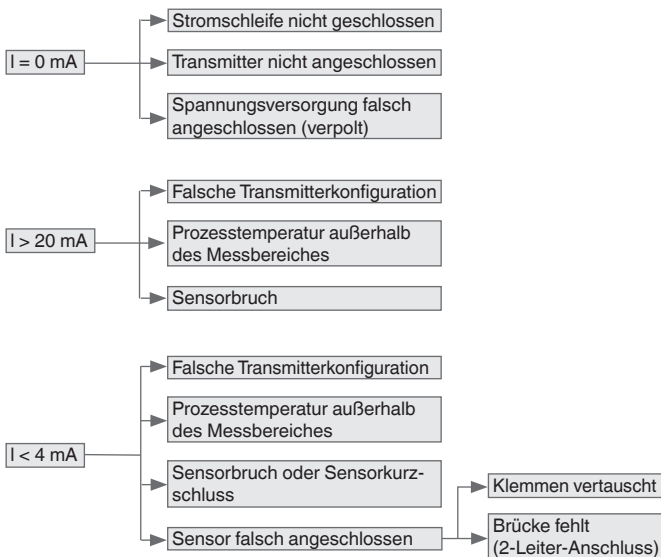 Stromschleife nicht geschlossen
I = 0 mA
Transmitter nicht angeschlossen
Spannungsversorgung falsch
angeschlossen (verpolt)
Falsche Transmitterkonfiguration
I > 20 mA
Prozesstemperatur außerhalb
des Messbereiches
Sensorbruch
Falsche Transmitterkonfiguration
Prozesstemperatur außerhalb
des Messbereiches
I < 4 mA
Sensorbruch oder Sensorkurz-
schluss
Sensor falsch angeschlossen
Klemmen vertauscht
Brücke fehlt
(2-Leiter-Anschluss)